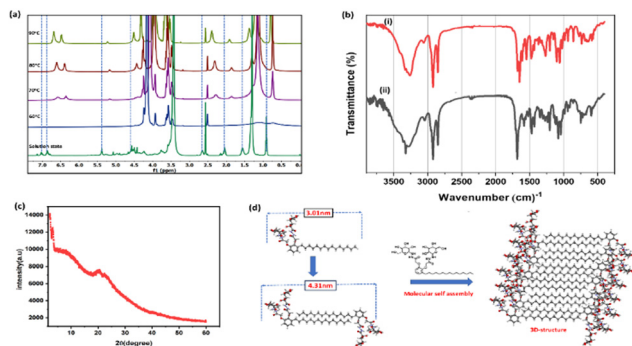 (a)
90°C
80°C
70°C
60°C
Solution state
7.0 6.5 6.0 5.5 5.0 4.5 4.0 3.5 3.0 2.5 2.0 1.5 1.0
f1 (ppm)
(b)
(i)
(ii)
Transmittance (%)
3500 3000 2500 2000 1500 1000 500
Wavenumber (cm)-1
(c)
14000
12000
10000
8000
6000
4000
2000
intensity(a.u)
0 10 20 30 40 50 60
2θ(degree)
(d)
3.01nm
4.31nm
Molecular self assembly
3D-structure